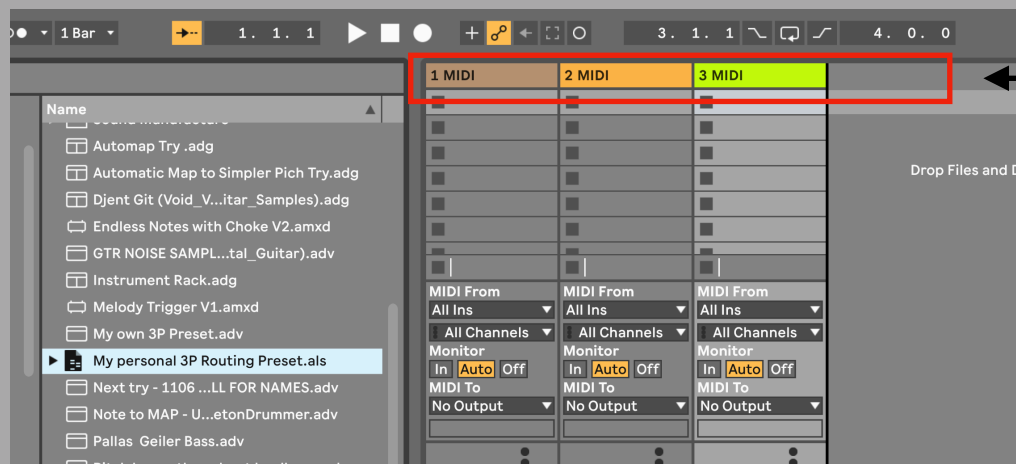 1 Bar
1. 1. 1
3. 1. 1
4. 0. 0
1 MIDI
2 MIDI
3 MIDI
Name
Automap Try .adg
Automatic Map to Simpler Pich Try.adg
Djent Git (Void_V...itar_Samples).adg
Endless Notes with Choke V2.amxd
GTR NOISE SAMPL...tal_Guitar).adv
Instrument Rack.adg
Melody Trigger V1.amxd
My own 3P Preset.adv
My personal 3P Routing Preset.als
Next try - 1106 ...LL FOR NAMES.adv
Note to MAP - U...etonDrummer.adv
Pallas Geiler Bass.adv
Drop Files and D
MIDI From
All Ins
All Channels
Monitor
In Auto Off
MIDI To
No Output
MIDI From
All Ins
All Channels
Monitor
In Auto Off
MIDI To
No Output
MIDI From
All Ins
All Channels
Monitor
In Auto Off
MIDI To
No Output